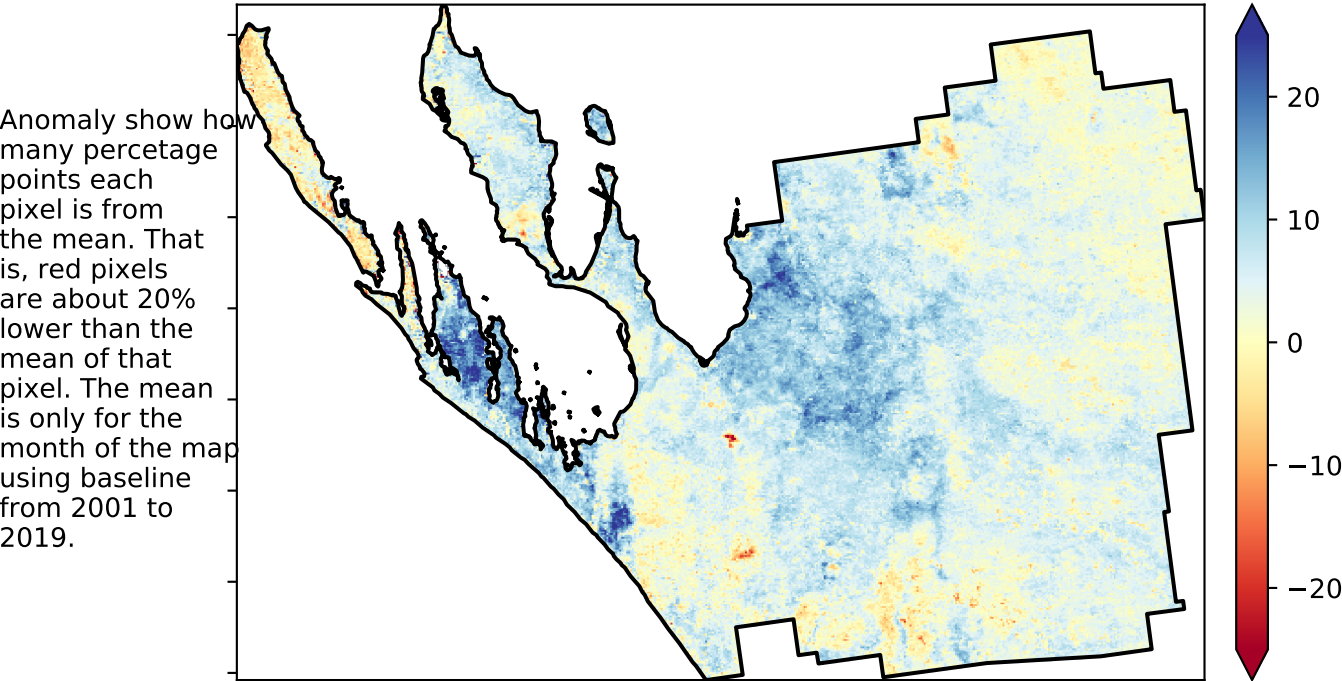 Anomaly show how
many percetage
points each
pixel is from
the mean. That
is, red pixels
are about 20%
lower than the
mean of that
pixel. The mean
is only for the
month of the map
using baseline
from 2001 to
2019.
20
10
0
−10
−20